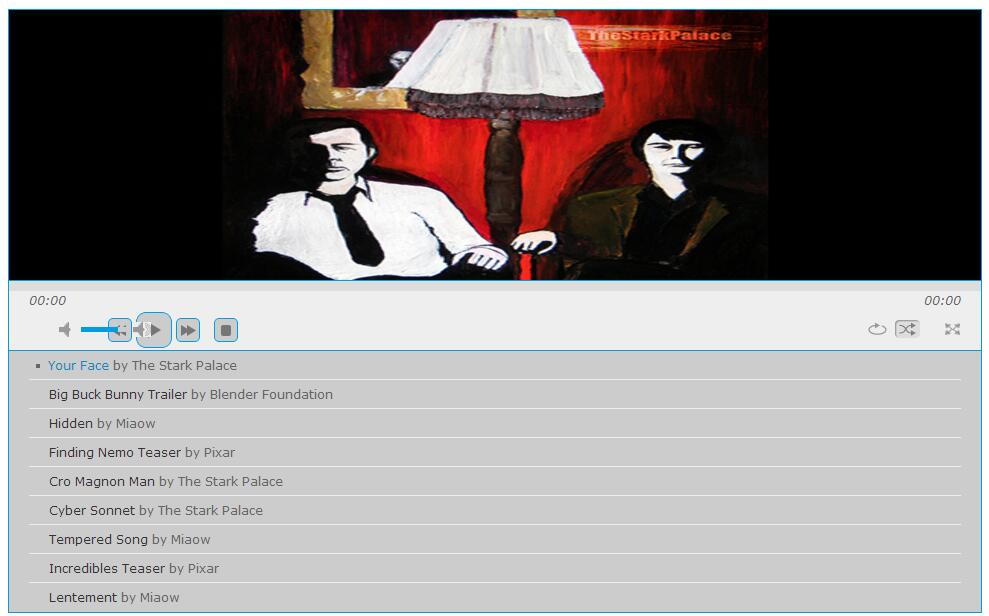 TheStarkPalace
00:00
00:00
Your Face by The Stark Palace
Big Buck Bunny Trailer by Blender Foundation
Hidden by Miaow
Finding Nemo Teaser by Pixar
Cro Magnon Man by The Stark Palace
Cyber Sonnet by The Stark Palace
Tempered Song by Miaow
Incredibles Teaser by Pixar
Lentement by Miaow